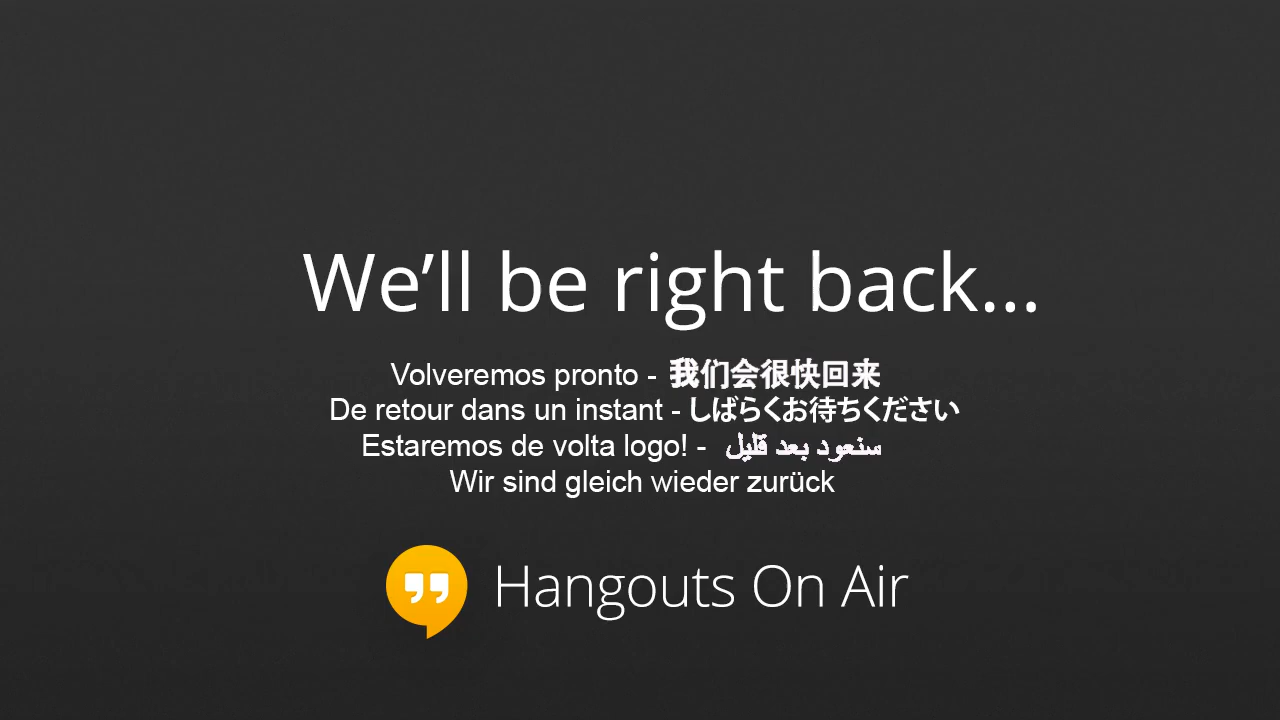 We’ll be right back...
Volveremos pronto - 我们会很快回来
De retour dans un instant - しばらくお待ちください
Estaremos de volta logo! - سنعود بعد قليل
Wir sind gleich wieder zurück
Hangouts On Air